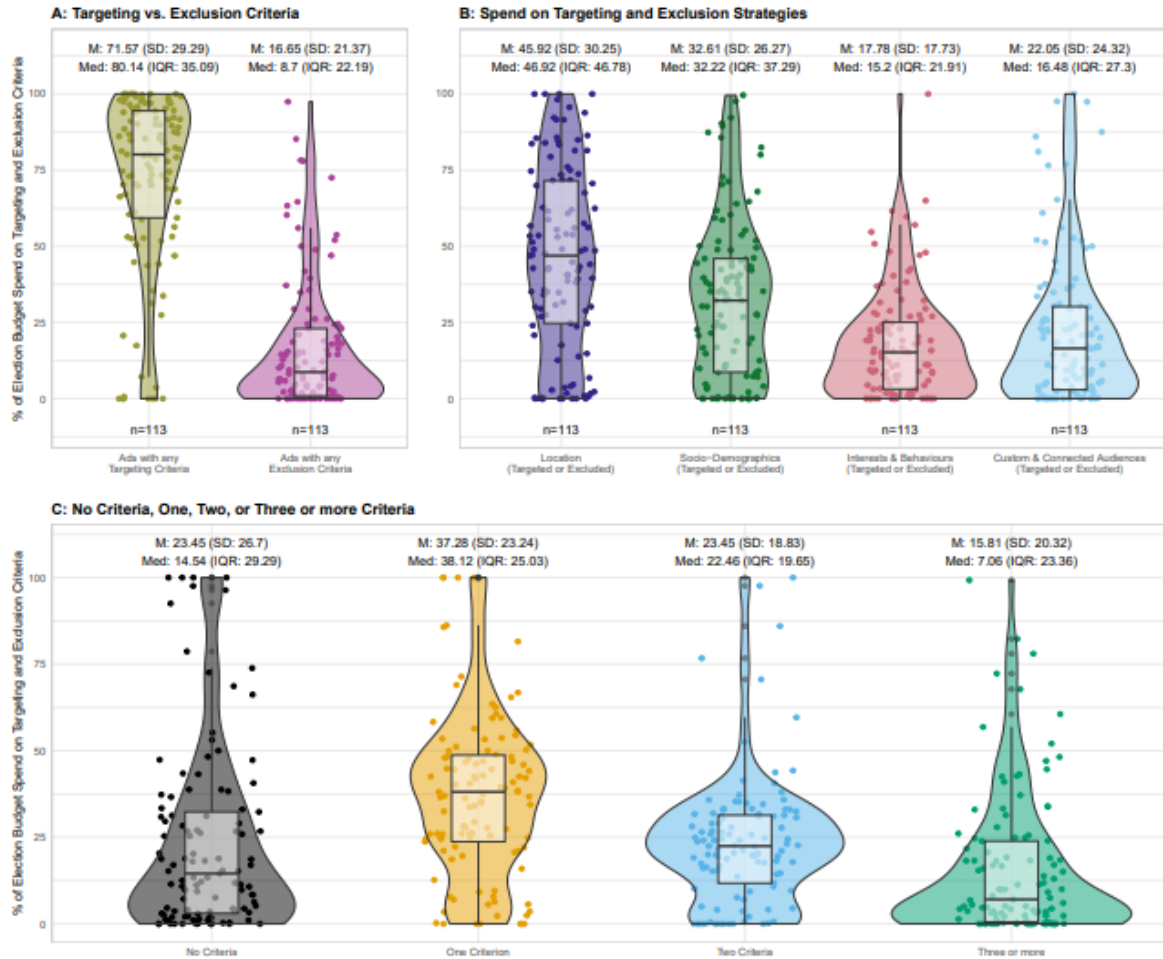 A: Targeting vs. Exclusion Criteria
M: 71.57 (SD: 29.29) M: 16.65 (SD: 21.37)
Med: 80.14 (IQR: 35.09) Med: 8.7 (IQR: 22.19)
% of Election Budget Spend on Targeting and Exclusion Criteria
100
75
50
25
0
n=113 n=113
Ads with any Ads with any
Targeting Criteria Exclusion Criteria
B: Spend on Targeting and Exclusion Strategies
M: 45.92 (SD: 30.25) M: 32.61 (SD: 26.27) M: 17.78 (SD: 17.73) M: 22.05 (SD: 24.32)
Med: 46.92 (IQR: 46.78) Med: 32.22 (IQR: 37.29) Med: 15.2 (IQR: 21.91) Med: 16.48 (IQR: 27.3)
100
75
50
25
0
n=113 n=113 n=113 n=113
Location Socio-Demographics Interests & Behaviours Custom & Connected Audiences
(Targeted or Excluded) (Targeted or Excluded) (Targeted or Excluded) (Targeted or Excluded)
C: No Criteria, One, Two, or Three or more Criteria
M: 23.45 (SD: 26.7) M: 37.28 (SD: 23.24) M: 23.45 (SD: 18.83) M: 15.81 (SD: 20.32)
Med: 14.54 (IQR: 29.29) Med: 38.12 (IQR: 25.03) Med: 22.46 (IQR: 19.65) Med: 7.06 (IQR: 23.36)
% of Election Budget Spend on Targeting and Exclusion Criteria
100
75
50
25
0
No Criteria One Criterion Two Criteria Three or more